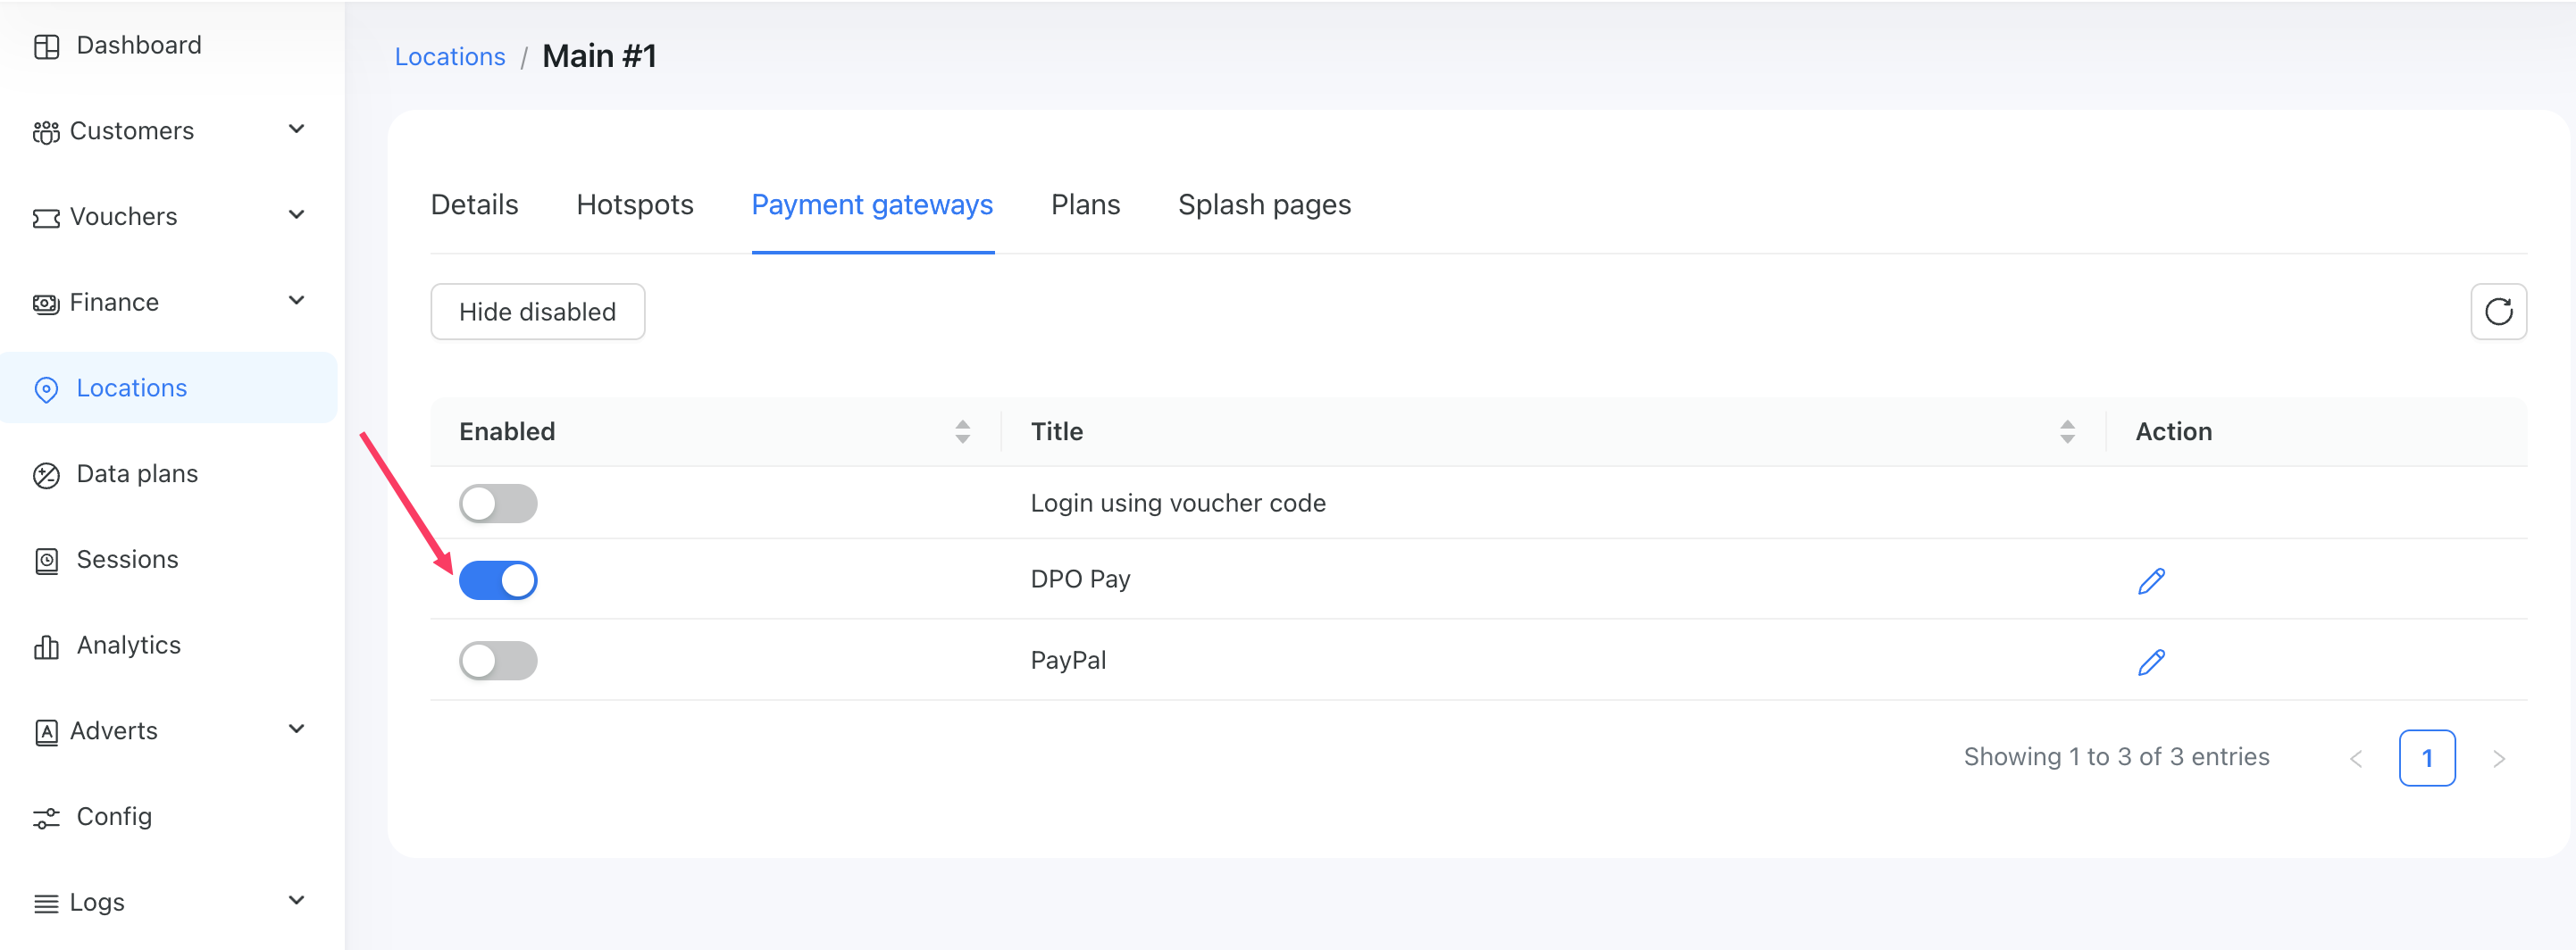 Dashboard
Customers
Vouchers
Finance
Locations
Data plans
Sessions
Analytics
Adverts
Config
Logs
Locations / Main #1
Details Hotspots Payment gateways Plans Splash pages
Hide disabled
Enabled Title Action
Login using voucher code
DPO Pay
PayPal
Showing 1 to 3 of 3 entries < 1 >